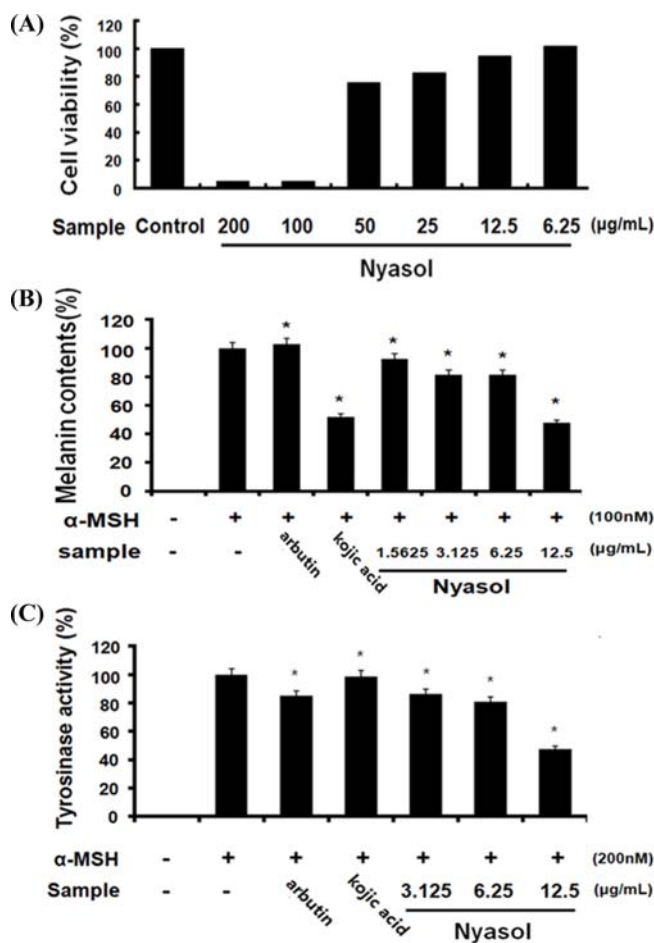 (A)
Cell viability (%)
120
100
80
60
40
20
0
Sample Control 200 100 50 25 12.5 6.25 (μg/mL)
Nyasol
(B)
Melanin contents(%)
120
100
80
60
40
20
0
α-MSH - + + + + + + + (100nM)
sample - - arbutin kojic acid 1.5625 3.125 6.25 12.5 (μg/mL)
Nyasol
(C)
Tyrosinase activity (%)
120
100
80
60
40
20
0
α-MSH - + + + + + + (200nM)
Sample - - arbutin kojic acid 3.125 6.25 12.5 (μg/mL)
Nyasol